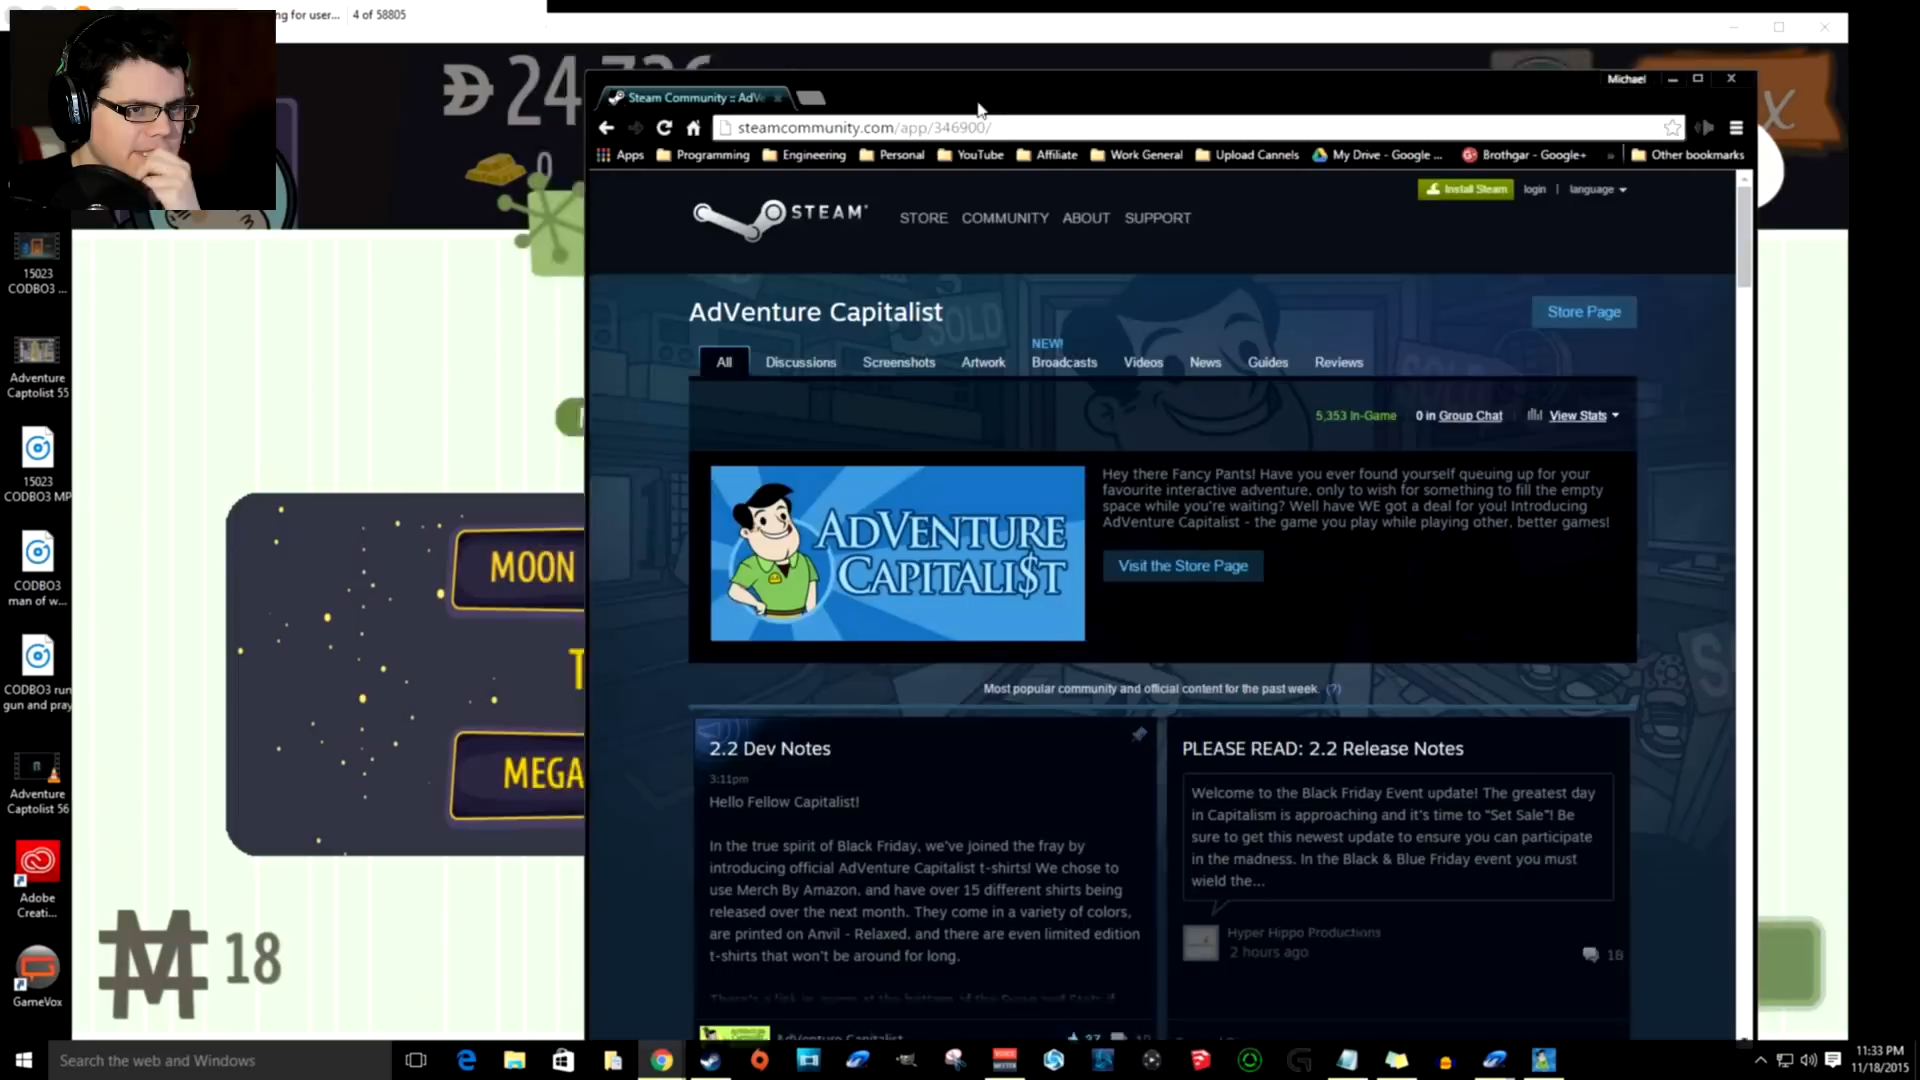 ng for user... 4 of 58805
24,736
0
Michael
Steam Community :: AdVe
steamcommunity.com/app/346900/
Apps Programming Engineering Personal YouTube Affiliate Work General Upload Channels My Drive - Google ... Brothgar - Google+ » Other bookmarks
Install Steam login | language
STEAM STORE COMMUNITY ABOUT SUPPORT
AdVenture Capitalist
Store Page
NEW!
All Discussions Screenshots Artwork Broadcasts Videos News Guides Reviews
5,353 In-Game 0 in Group Chat View Stats
ADVENTURE
CAPITALI$T
Hey there Fancy Pants! Have you ever found yourself queuing up for your
favourite interactive adventure, only to wish for something to fill the empty
space while you're waiting? Well have WE got a deal for you! Introducing
AdVenture Capitalist - the game you play while playing other, better games!
Visit the Store Page
Most popular community and official content for the past week. (?)
2.2 Dev Notes
3:11pm
Hello Fellow Capitalist!
In the true spirit of Black Friday, we've joined the fray by
introducing official AdVenture Capitalist t-shirts! We chose to
use Merch By Amazon, and have over 15 different shirts being
released over the next month. They come in a variety of colors,
are printed on Anvil - Relaxed, and there are even limited edition
t-shirts that won't be around for long.
AdVenture Capitalist 37
PLEASE READ: 2.2 Release Notes
Welcome to the Black Friday Event update! The greatest day
in Capitalism is approaching and it's time to "Set Sale"! Be
sure to get this newest update to ensure you can participate
in the madness. In the Black & Blue Friday event you must
wield the...
Hyper Hippo Productions
2 hours ago
18
MOON
T
MEGA
18
15023
CODBO3 ...
Adventure
Captolist 55
15023
CODBO3 MP
CODBO3
man of w...
CODBO3 run
gun and pray
Adventure
Captolist 56
Adobe
Creati...
GameVox
Search the web and Windows
11:33 PM
11/18/2015